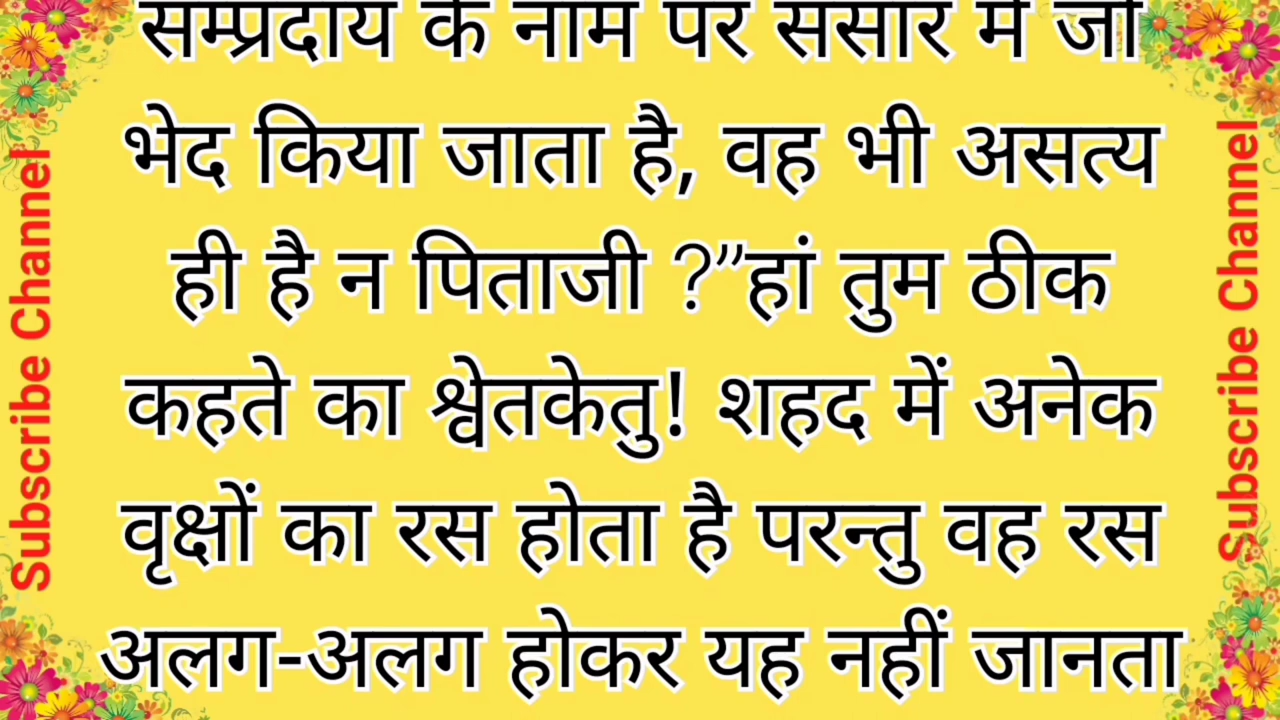 सम्प्रदाय के नाम पर संसार में जो
भेद किया जाता है, वह भी असत्य
ही है न पिताजी ?”हां तुम ठीक
कहते का श्वेतकेतु! शहद में अनेक
वृक्षों का रस होता है परन्तु वह रस
अलग-अलग होकर यह नहीं जानता
Subscribe Channel
Subscribe Channel